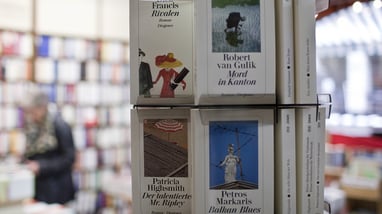 Francis
Rivalen
Roman
Diogenes
Robert
van Gulik
Mord
in Kanton
Patricia
Highsmith
Der talentierte
Mr. Ripley
Petros
Markaris
Balkan Blues